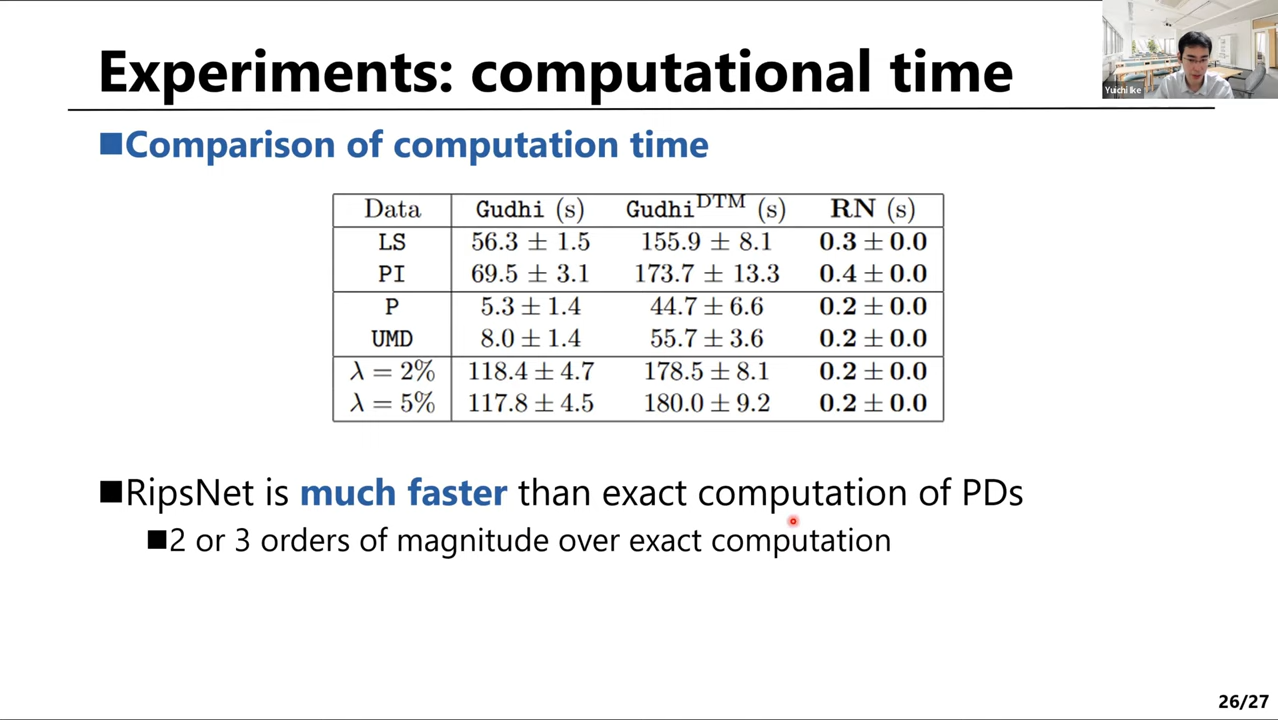 Experiments: computational time
Yuichi Ike
■Comparison of computation time
Data Gudhi (s) Gudhi^DTM (s) RN (s)
LS 56.3 ± 1.5 155.9 ± 8.1 0.3 ± 0.0
PI 69.5 ± 3.1 173.7 ± 13.3 0.4 ± 0.0
P 5.3 ± 1.4 44.7 ± 6.6 0.2 ± 0.0
UMD 8.0 ± 1.4 55.7 ± 3.6 0.2 ± 0.0
λ = 2% 118.4 ± 4.7 178.5 ± 8.1 0.2 ± 0.0
λ = 5% 117.8 ± 4.5 180.0 ± 9.2 0.2 ± 0.0
■RipsNet is much faster than exact computation of PDs
■2 or 3 orders of magnitude over exact computation
26/27